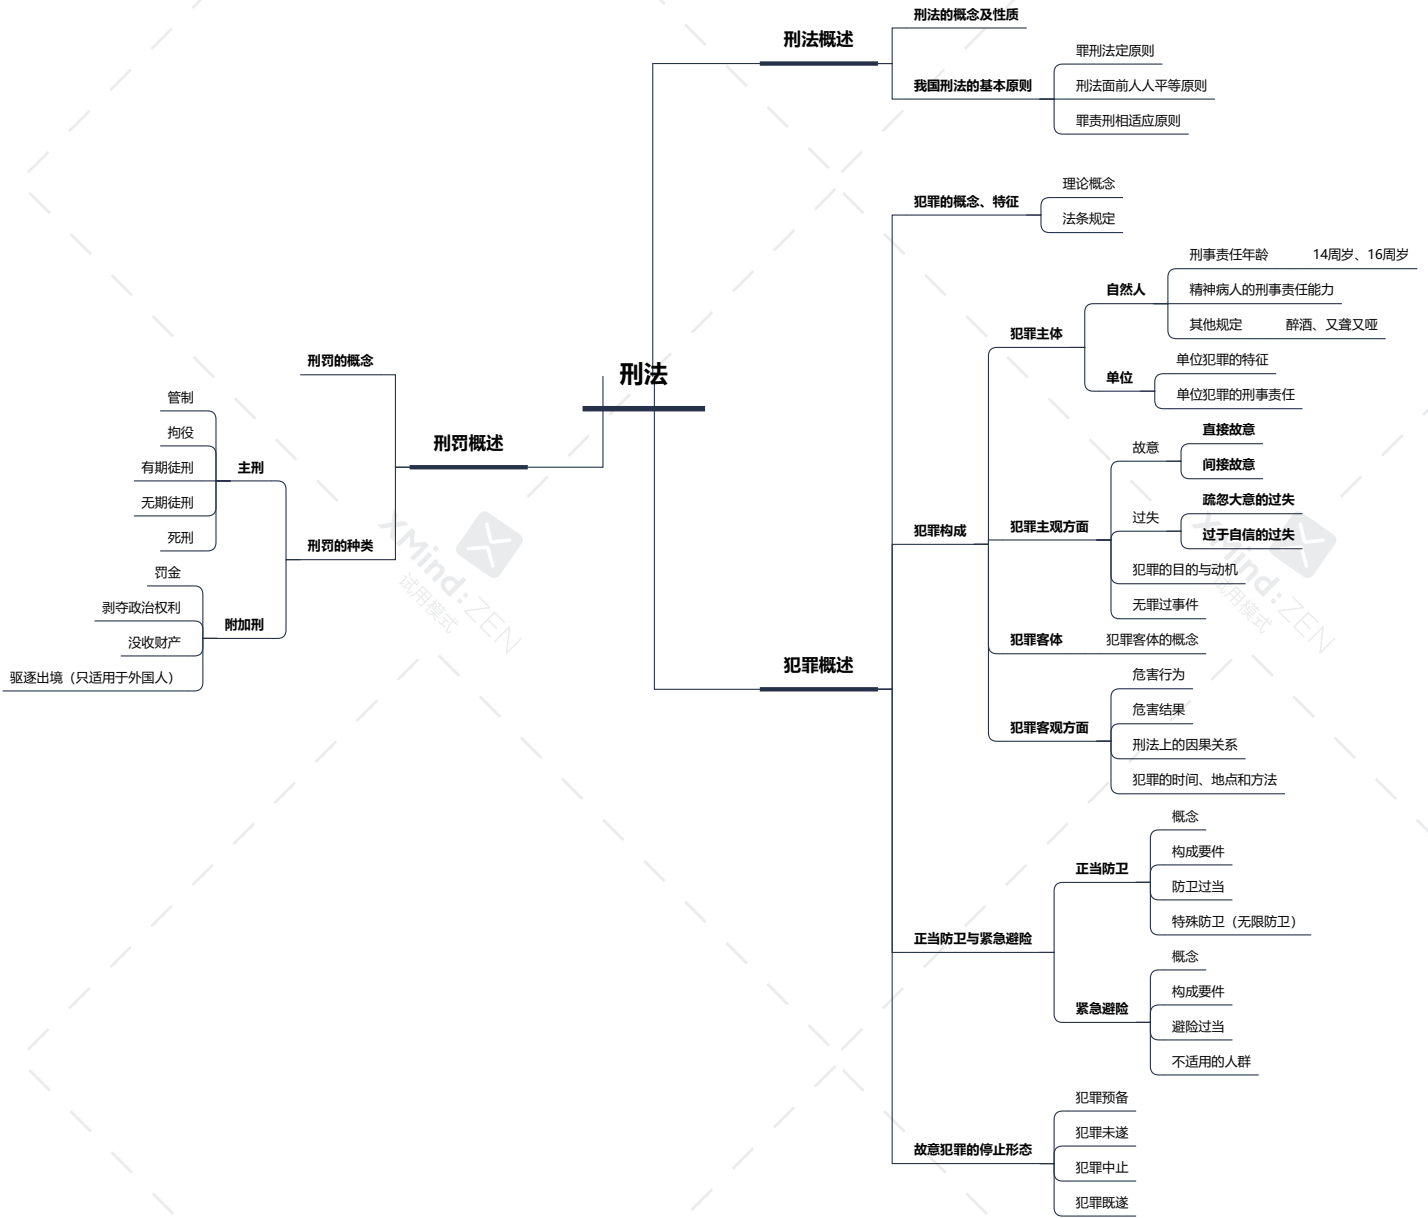 刑法
刑法概述
刑法的概念及性质
我国刑法的基本原则
罪刑法定原则
刑法面前人人平等原则
罪责刑相适应原则
犯罪概述
犯罪的概念、特征
理论概念
法条规定
犯罪构成
犯罪主体
自然人
刑事责任年龄
14周岁、16周岁
精神病人的刑事责任能力
其他规定
醉酒、又聋又哑
单位
单位犯罪的特征
单位犯罪的刑事责任
犯罪主观方面
故意
直接故意
间接故意
过失
疏忽大意的过失
过于自信的过失
犯罪的目的与动机
无罪过事件
犯罪客体
犯罪客体的概念
犯罪客观方面
危害行为
危害结果
刑法上的因果关系
犯罪的时间、地点和方法
正当防卫与紧急避险
正当防卫
概念
构成要件
防卫过当
特殊防卫（无限防卫）
紧急避险
概念
构成要件
避险过当
不适用的人群
故意犯罪的停止形态
犯罪预备
犯罪未遂
犯罪中止
犯罪既遂
刑罚概述
刑罚的概念
刑罚的种类
主刑
管制
拘役
有期徒刑
无期徒刑
死刑
附加刑
罚金
剥夺政治权利
没收财产
驱逐出境（只适用于外国人）
XMind:ZEN
试用模式
XMind:ZEN
试用模式